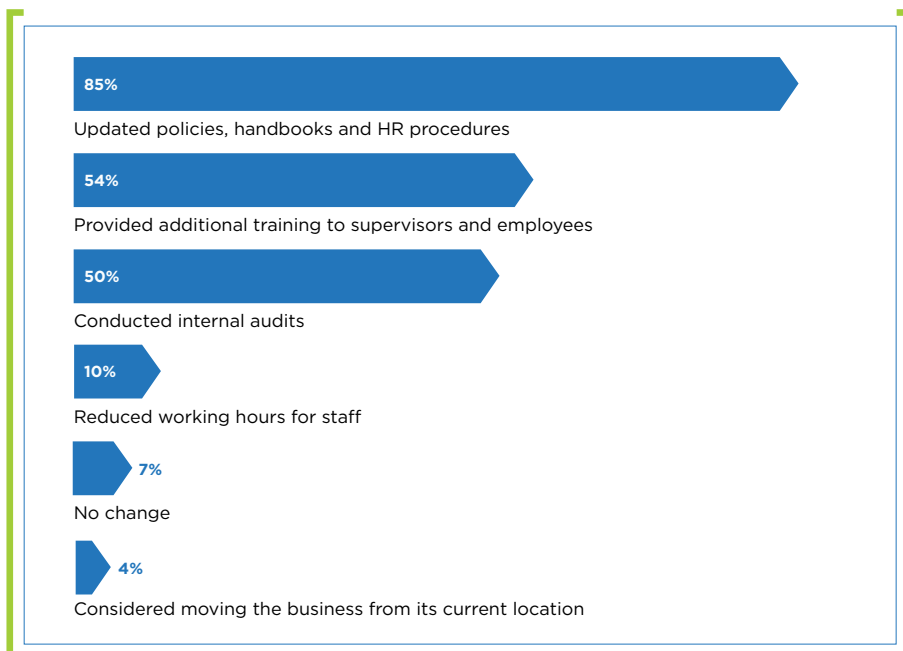 85%
Updated policies, handbooks and HR procedures
54%
Provided additional training to supervisors and employees
50%
Conducted internal audits
10%
Reduced working hours for staff
7%
No change
4%
Considered moving the business from its current location